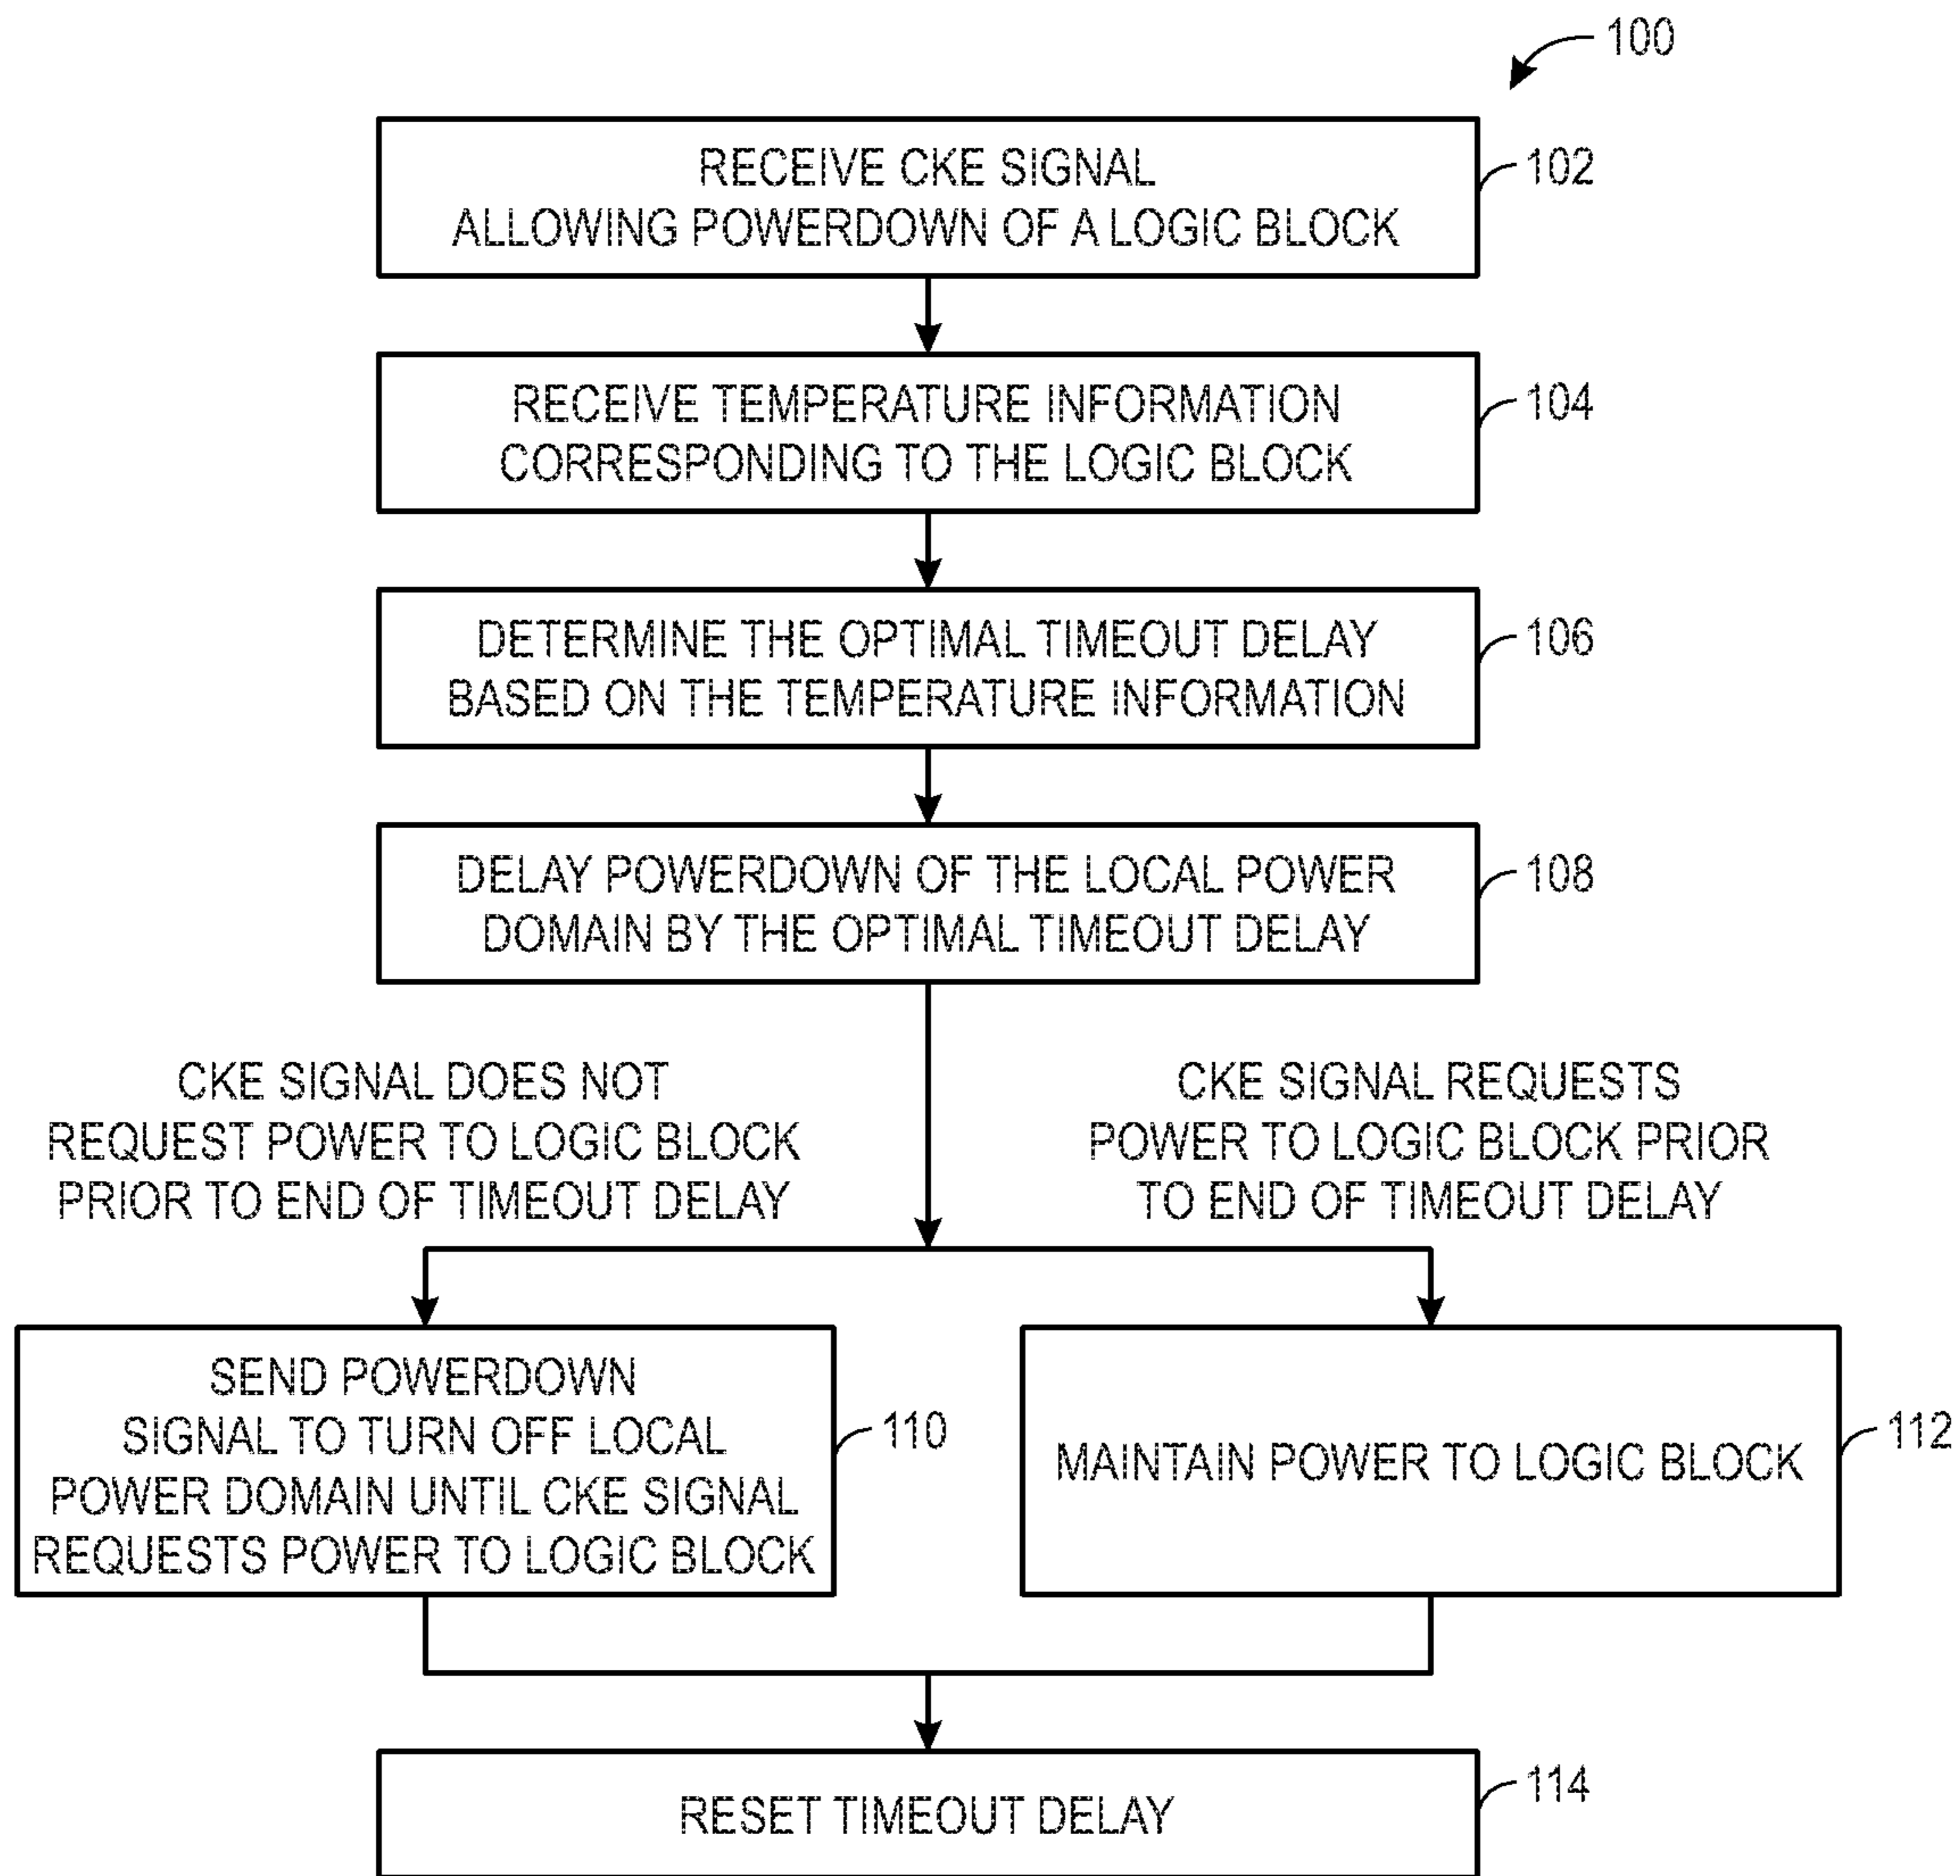 100
RECEIVE CKE SIGNAL
ALLOWING POWERDOWN OF A LOGIC BLOCK
102
RECEIVE TEMPERATURE INFORMATION
CORRESPONDING TO THE LOGIC BLOCK
104
DETERMINE THE OPTIMAL TIMEOUT DELAY
BASED ON THE TEMPERATURE INFORMATION
106
DELAY POWERDOWN OF THE LOCAL POWER
DOMAIN BY THE OPTIMAL TIMEOUT DELAY
108
CKE SIGNAL DOES NOT
REQUEST POWER TO LOGIC BLOCK
PRIOR TO END OF TIMEOUT DELAY
CKE SIGNAL REQUESTS
POWER TO LOGIC BLOCK PRIOR
TO END OF TIMEOUT DELAY
SEND POWERDOWN
SIGNAL TO TURN OFF LOCAL
POWER DOMAIN UNTIL CKE SIGNAL
REQUESTS POWER TO LOGIC BLOCK
110
MAINTAIN POWER TO LOGIC BLOCK
112
RESET TIMEOUT DELAY
114